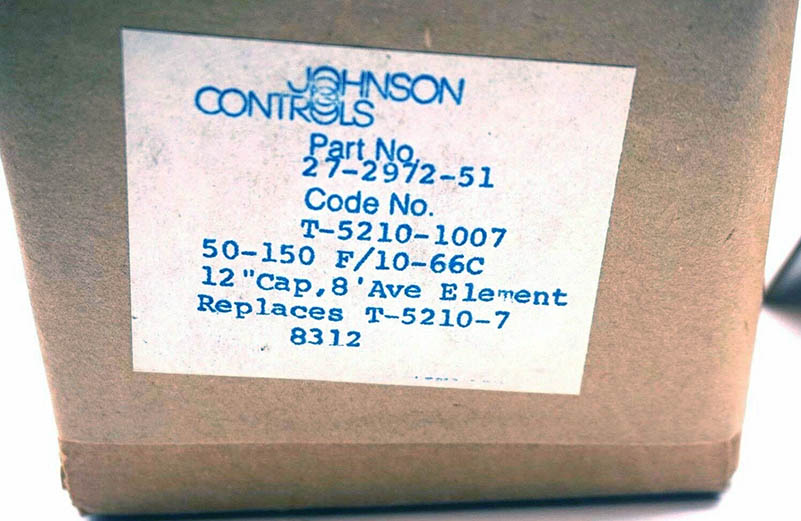 JOHNSON
CONTROLS
Part No.
27-2972-51
Code No.
T-5210-1007
50-150 F/10-66C
12"Cap,8'Ave Element
Replaces T-5210-7
8312